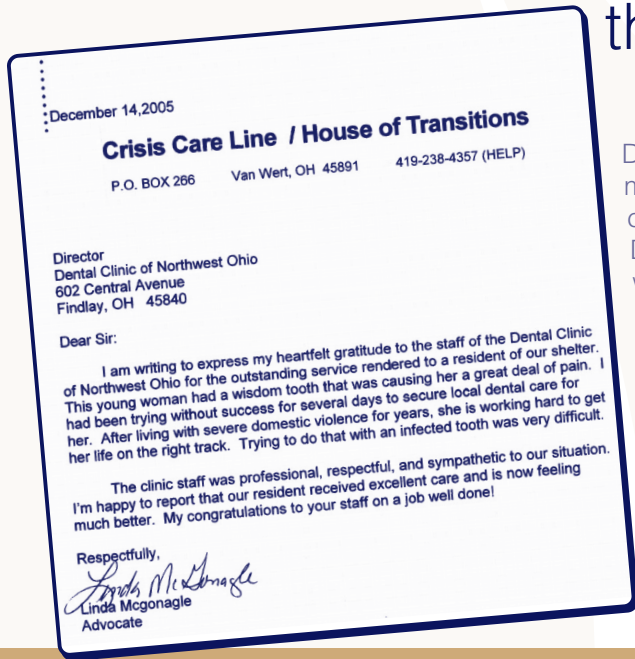 December 14,2005
Crisis Care Line / House of Transitions
P.O. BOX 266 Van Wert, OH 45891 419-238-4357 (HELP)
Director
Dental Clinic of Northwest Ohio
602 Central Avenue
Findlay, OH 45840
Dear Sir:
I am writing to express my heartfelt gratitude to the staff of the Dental Clinic
of Northwest Ohio for the outstanding service rendered to a resident of our shelter.
This young woman had a wisdom tooth that was causing her a great deal of pain. I
had been trying without success for several days to secure local dental care for
her. After living with severe domestic violence for years, she is working hard to get
her life on the right track. Trying to do that with an infected tooth was very difficult.
The clinic staff was professional, respectful, and sympathetic to our situation.
I'm happy to report that our resident received excellent care and is now feeling
much better. My congratulations to your staff on a job well done!
Respectfully,
Linda McGonagle
Linda Mcgonagle
Advocate